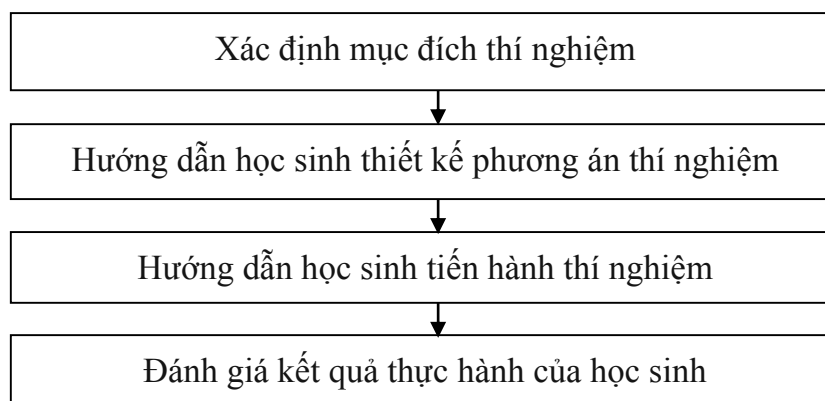 Xác định mục đích thí nghiệm
Hướng dẫn học sinh thiết kế phương án thí nghiệm
Hướng dẫn học sinh tiến hành thí nghiệm
Đánh giá kết quả thực hành của học sinh